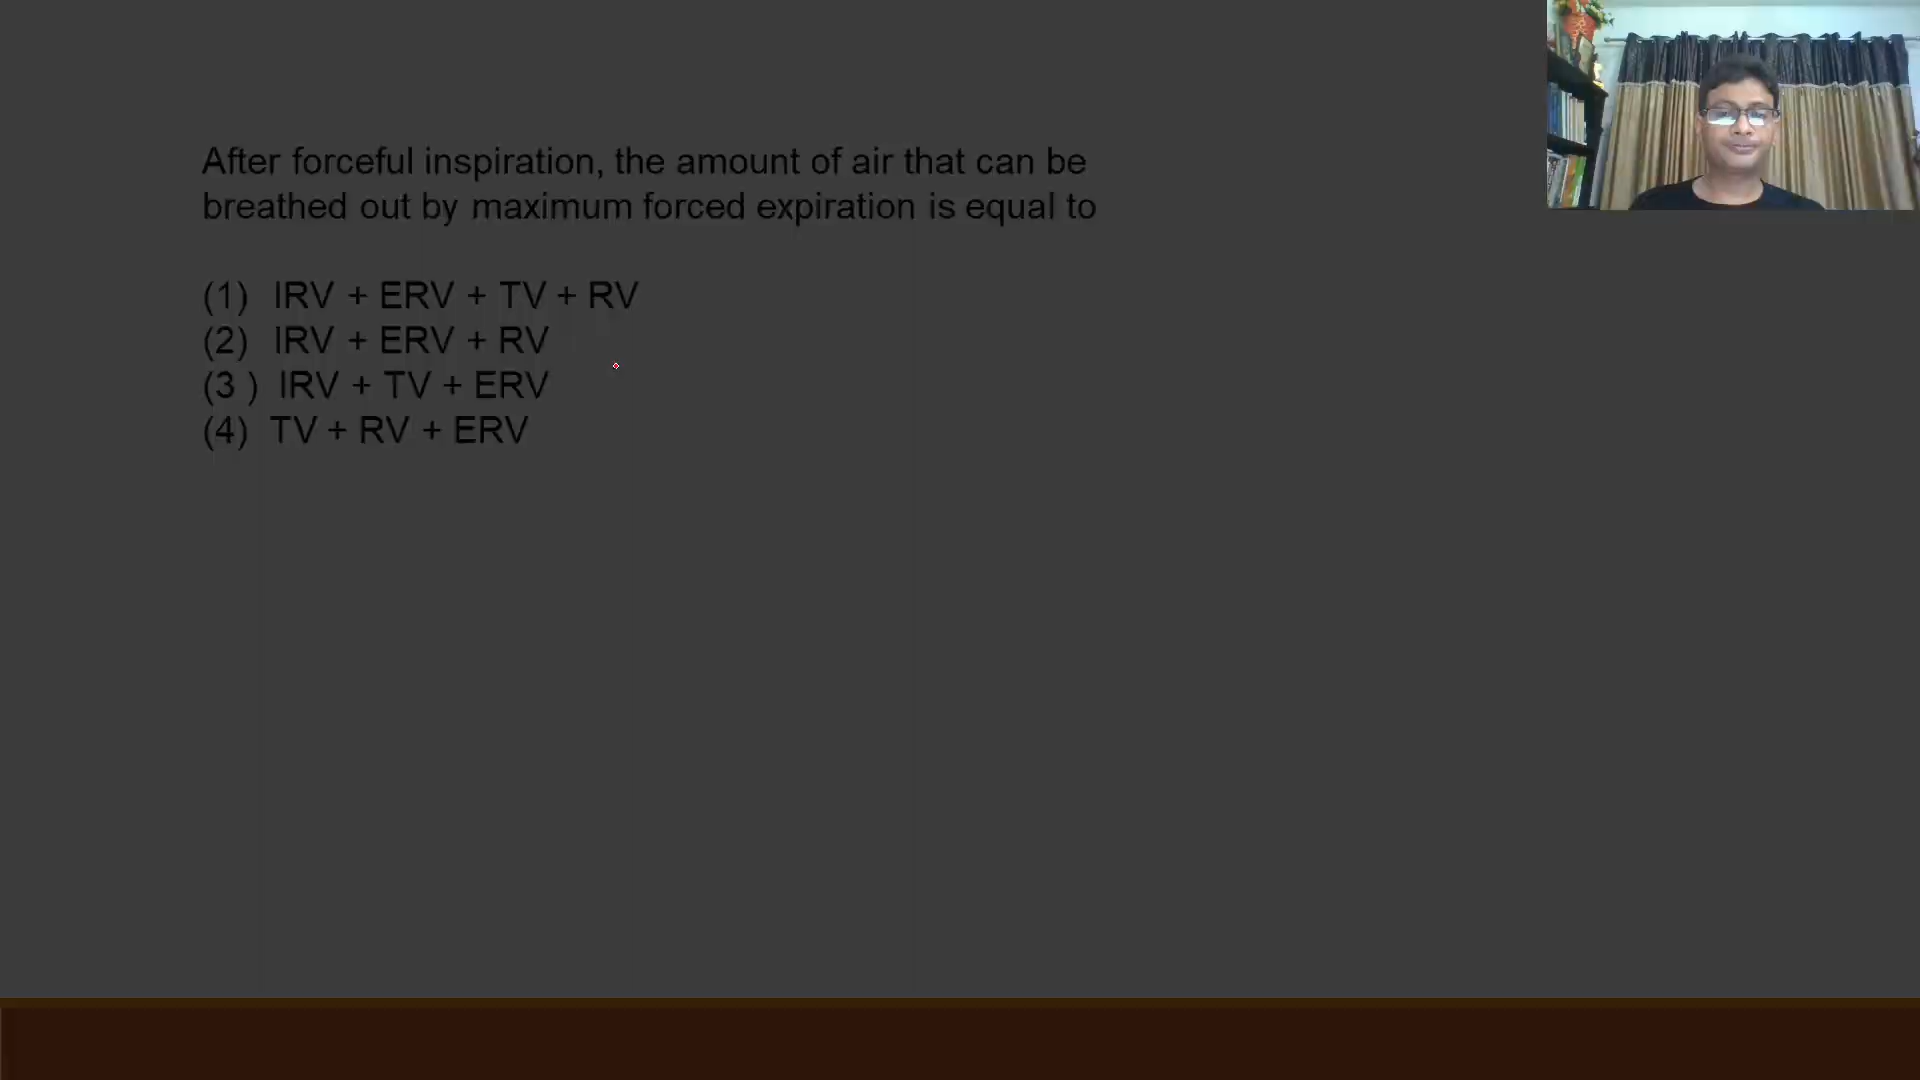 After forceful inspiration, the amount of air that can be
breathed out by maximum forced expiration is equal to
(1) IRV + ERV + TV + RV
(2) IRV + ERV + RV
(3 ) IRV + TV + ERV
(4) TV + RV + ERV